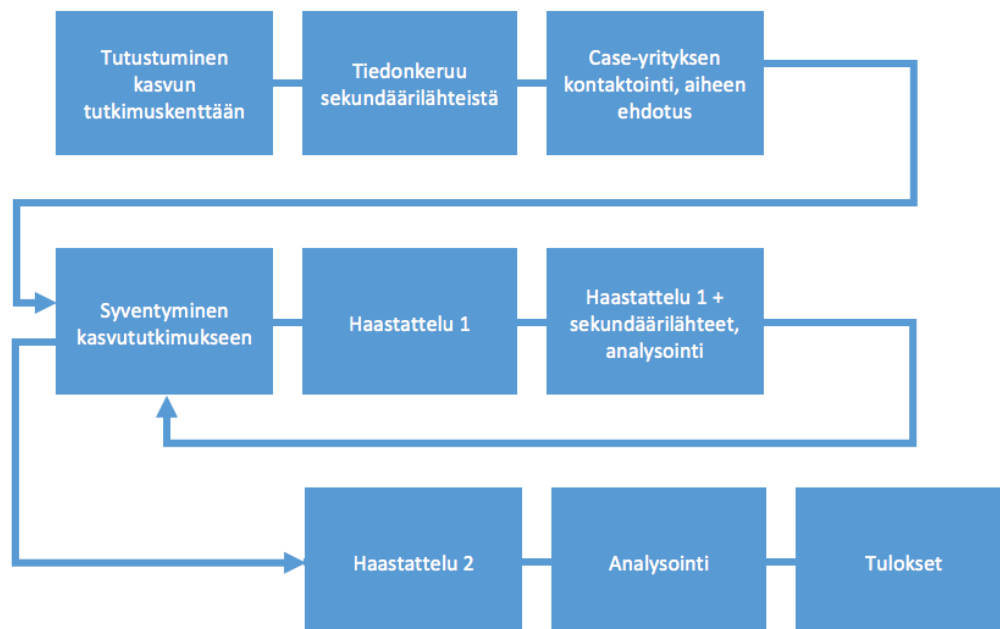 Tutustuminen
kasvun
tutkimuskenttään
Tiedonkeruu
sekundäärilähteistä
Case-yrityksen
kontaktointi, aiheen
ehdotus
Syventyminen
kasvututkimukseen
Haastattelu 1
Haastattelu 1 +
sekundäärilähteet,
analysointi
Haastattelu 2
Analysointi
Tulokset